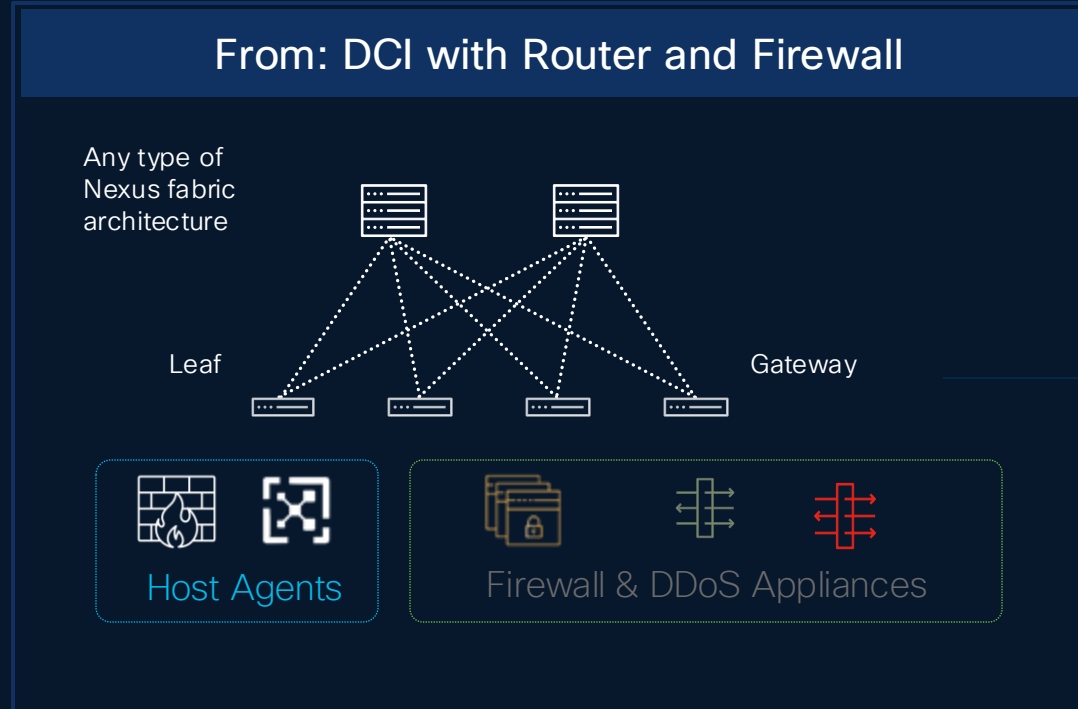 From: DCI with Router and Firewall
Any type of
Nexus fabric
architecture
Leaf
Gateway
Host Agents
Firewall & DDoS Appliances